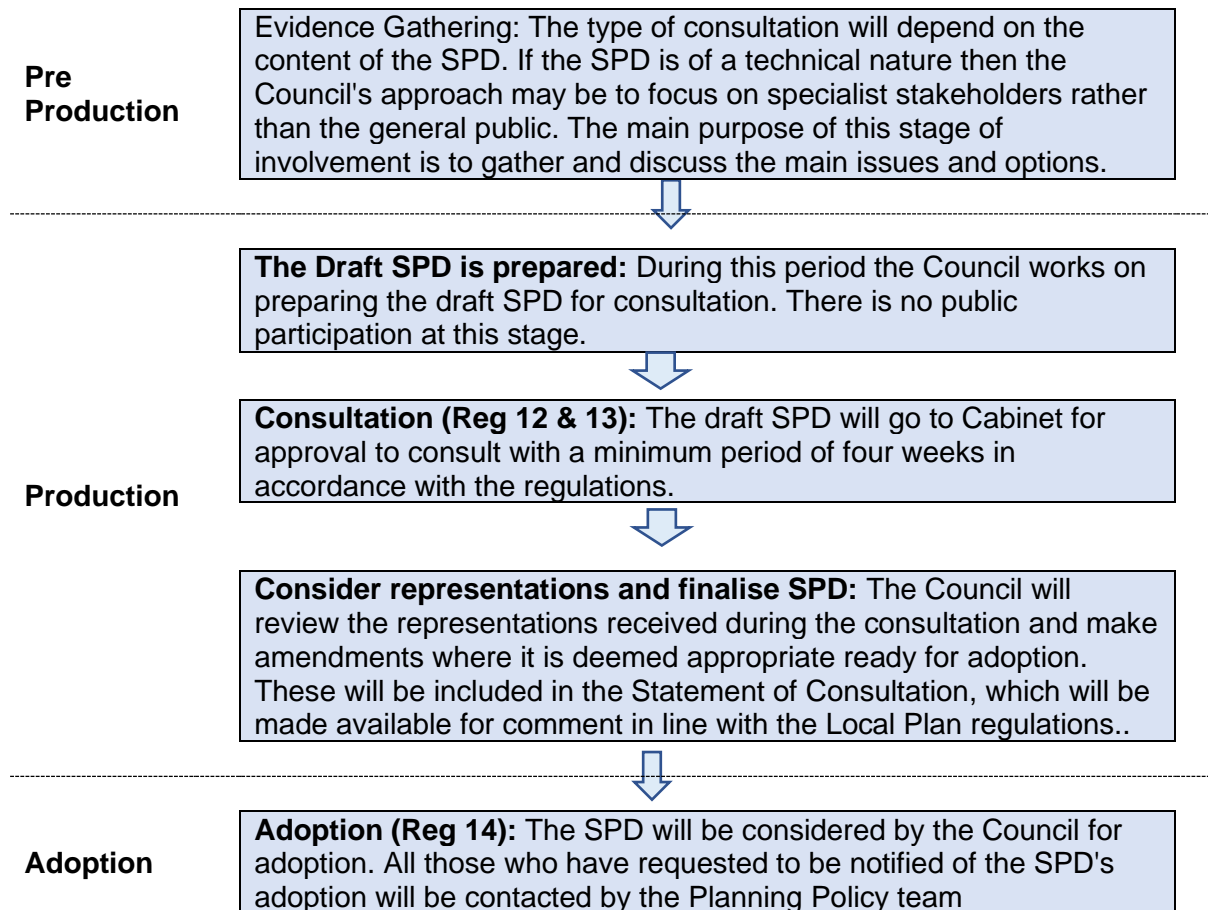 Pre
Production
Evidence Gathering: The type of consultation will depend on the
content of the SPD. If the SPD is of a technical nature then the
Council's approach may be to focus on specialist stakeholders rather
than the general public. The main purpose of this stage of
involvement is to gather and discuss the main issues and options.
The Draft SPD is prepared: During this period the Council works on
preparing the draft SPD for consultation. There is no public
participation at this stage.
Production
Consultation (Reg 12 & 13): The draft SPD will go to Cabinet for
approval to consult with a minimum period of four weeks in
accordance with the regulations.
Consider representations and finalise SPD: The Council will
review the representations received during the consultation and make
amendments where it is deemed appropriate ready for adoption.
These will be included in the Statement of Consultation, which will be
made available for comment in line with the Local Plan regulations..
Adoption
Adoption (Reg 14): The SPD will be considered by the Council for
adoption. All those who have requested to be notified of the SPD's
adoption will be contacted by the Planning Policy team